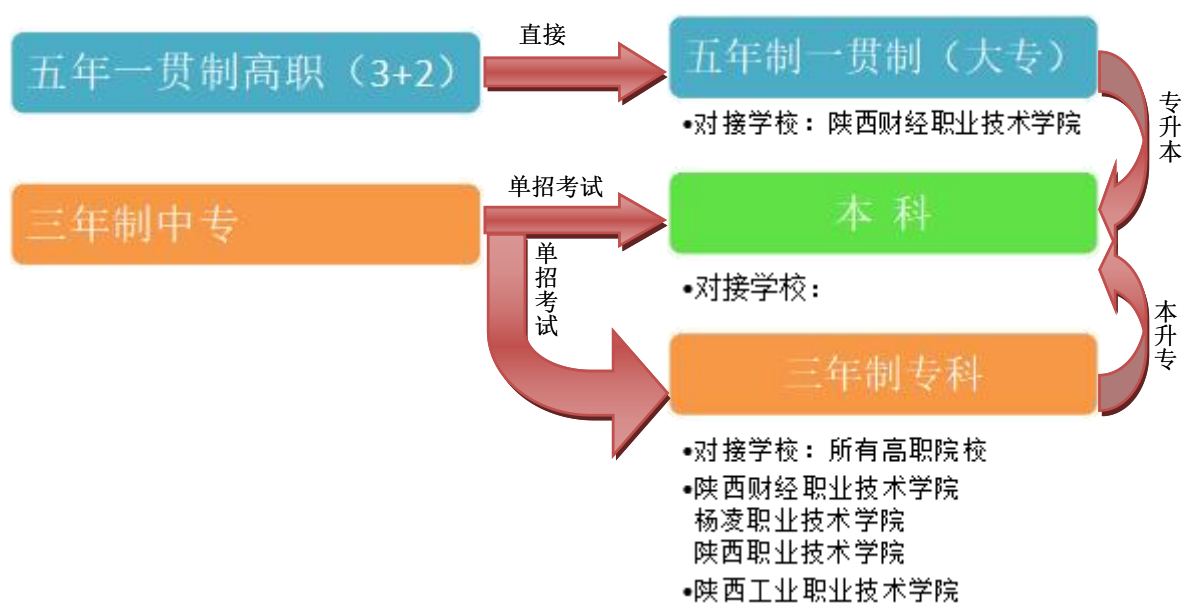 五年一贯制高职（3+2）
直接
五年制一贯制（大专）
•对接学校：陕西财经职业技术学院
专升本
三年制中专
单招考试
本 科
单招考试
•对接学校：
本升专
三年制专科
•对接学校：所有高职院校
•陕西财经职业技术学院
杨凌职业技术学院
陕西职业技术学院
•陕西工业职业技术学院